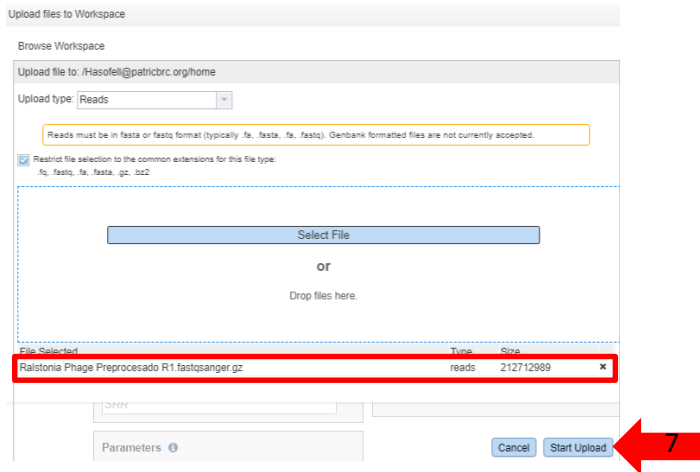 Upload files to Workspace
Browse Workspace
Upload file to: /Hasofell@patricbrc.org/home
Upload type: Reads
Reads must be in fasta or fastq format (typically .fa, .fasta, .fa, .fastq). Genbank formatted files are not currently accepted.
Restrict file selection to the common extensions for this file type:
.fq, .fastq, .fa, .fasta, .gz, .bz2
Select File
or
Drop files here.
File Selected Type Size
Ralstonia Phage Preprocesado R1.fastqsanger.gz reads 212712989 ×
SRR
Parameters
Cancel Start Upload 7